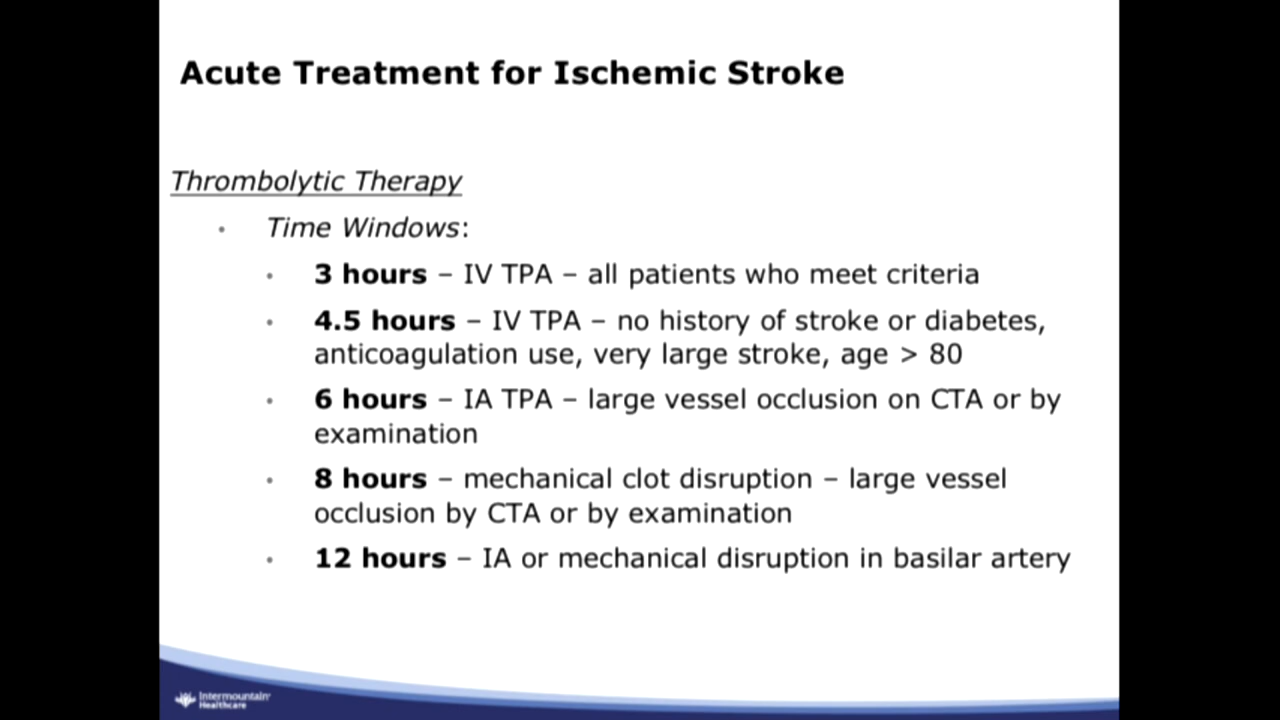 Acute Treatment for Ischemic Stroke
Thrombolytic Therapy
• Time Windows:
• 3 hours – IV TPA – all patients who meet criteria
• 4.5 hours – IV TPA – no history of stroke or diabetes,
anticoagulation use, very large stroke, age > 80
• 6 hours – IA TPA – large vessel occlusion on CTA or by
examination
• 8 hours – mechanical clot disruption – large vessel
occlusion by CTA or by examination
• 12 hours – IA or mechanical disruption in basilar artery
Intermountain
Healthcare